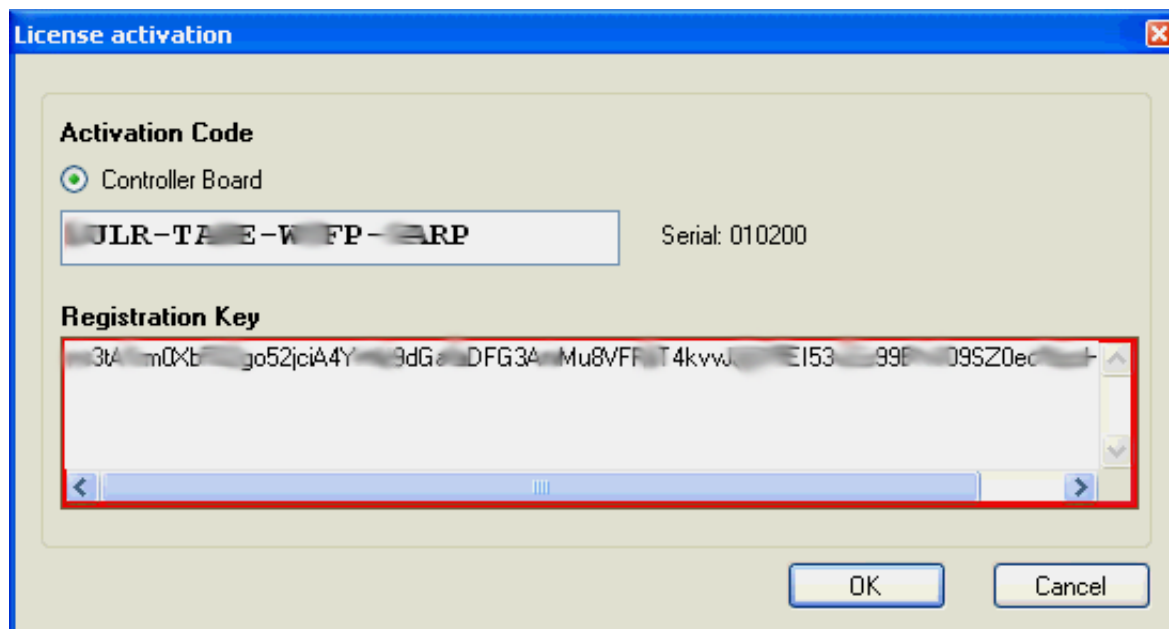 License activation
Activation Code
Controller Board
Serial: 010200
Registration Key
OK
Cancel